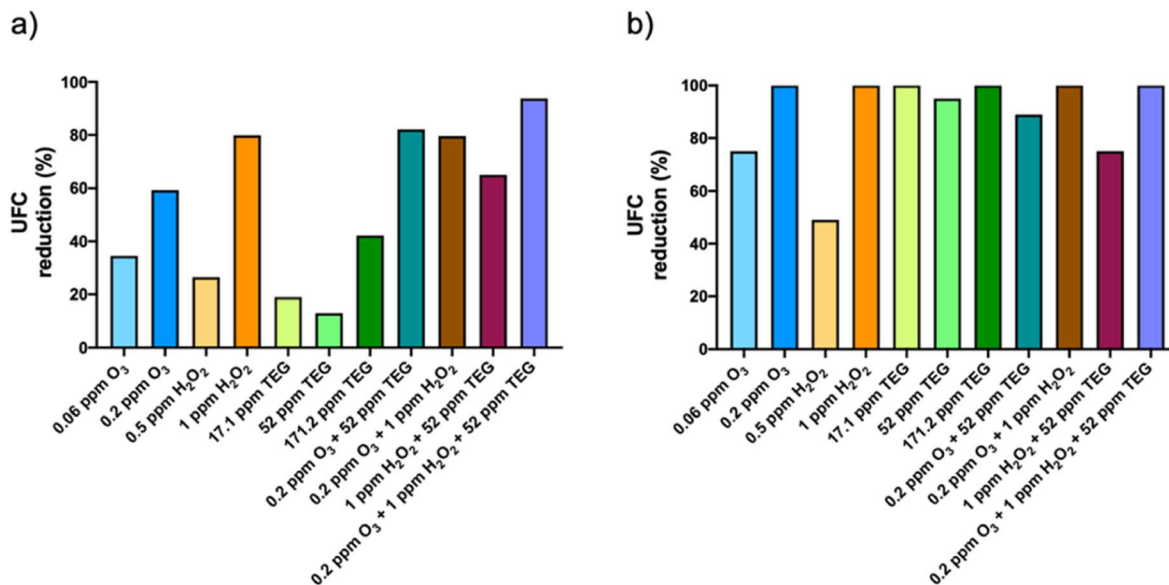 a)
UFC
reduction (%)
100
80
60
40
20
0
0.06 ppm O₃
0.2 ppm O₃
0.5 ppm H₂O₂
1 ppm H₂O₂
17.1 ppm TEG
52 ppm TEG
171.2 ppm TEG
0.2 ppm O₃ + 52 ppm TEG
0.2 ppm O₃ + 1 ppm H₂O₂
1 ppm H₂O₂ + 52 ppm TEG
0.2 ppm O₃ + 1 ppm H₂O₂ + 52 ppm TEG
b)
UFC
reduction (%)
100
80
60
40
20
0
0.06 ppm O₃
0.2 ppm O₃
0.5 ppm H₂O₂
1 ppm H₂O₂
17.1 ppm TEG
52 ppm TEG
171.2 ppm TEG
0.2 ppm O₃ + 52 ppm TEG
0.2 ppm O₃ + 1 ppm H₂O₂
1 ppm H₂O₂ + 52 ppm TEG
0.2 ppm O₃ + 1 ppm H₂O₂ + 52 ppm TEG